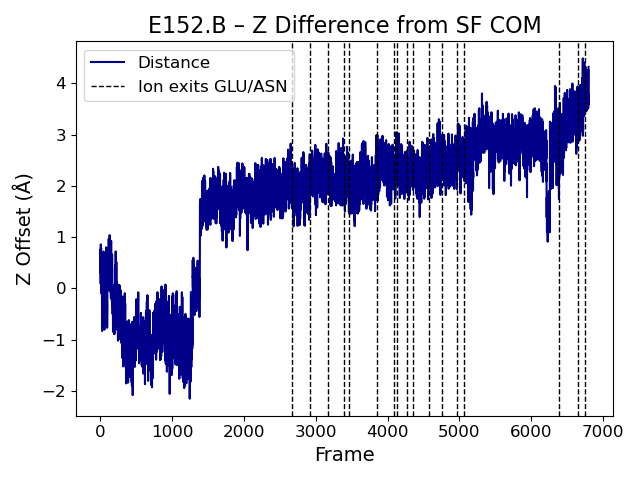 E152.B – Z Difference from SF COM
Distance
Ion exits GLU/ASN
Z Offset (Å)
4
3
2
1
0
−1
−2
0 1000 2000 3000 4000 5000 6000 7000
Frame